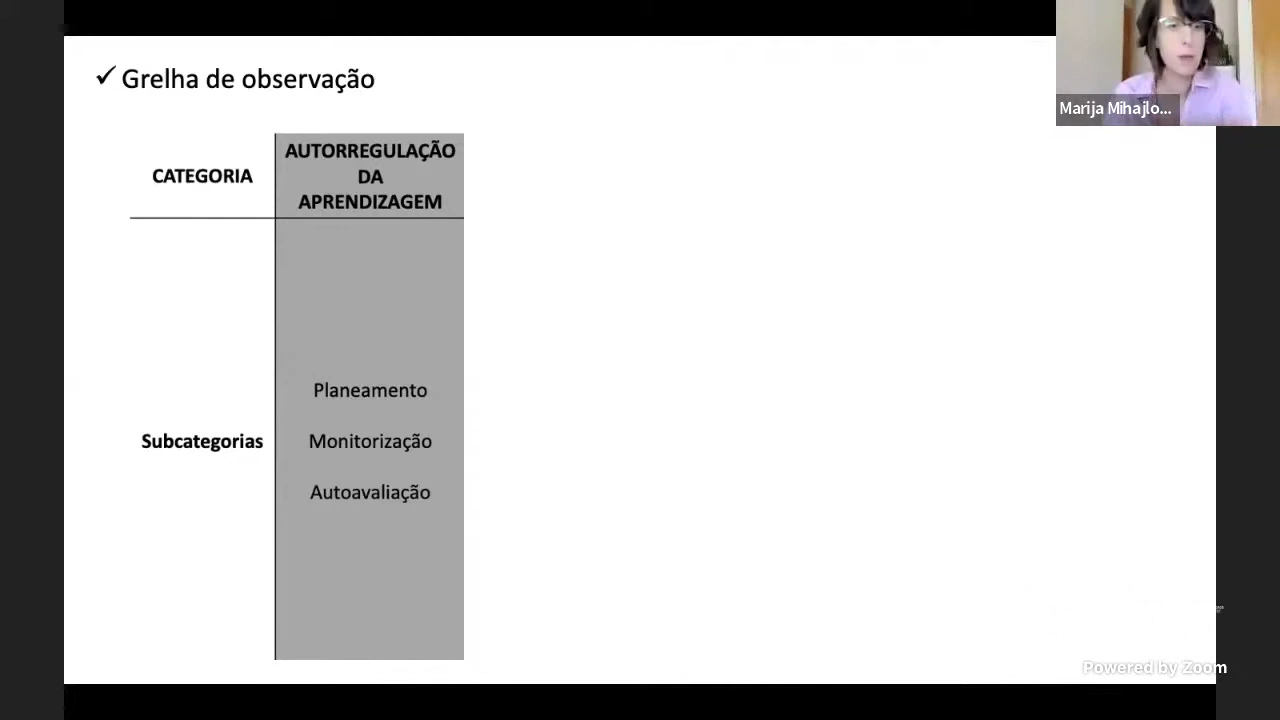 ✓ Grelha de observação
CATEGORIA
AUTORREGULAÇÃO
DA
APRENDIZAGEM
Subcategorias
Planeamento
Monitorização
Autoavaliação
Marija Mihajlo...
Powered by Zoom